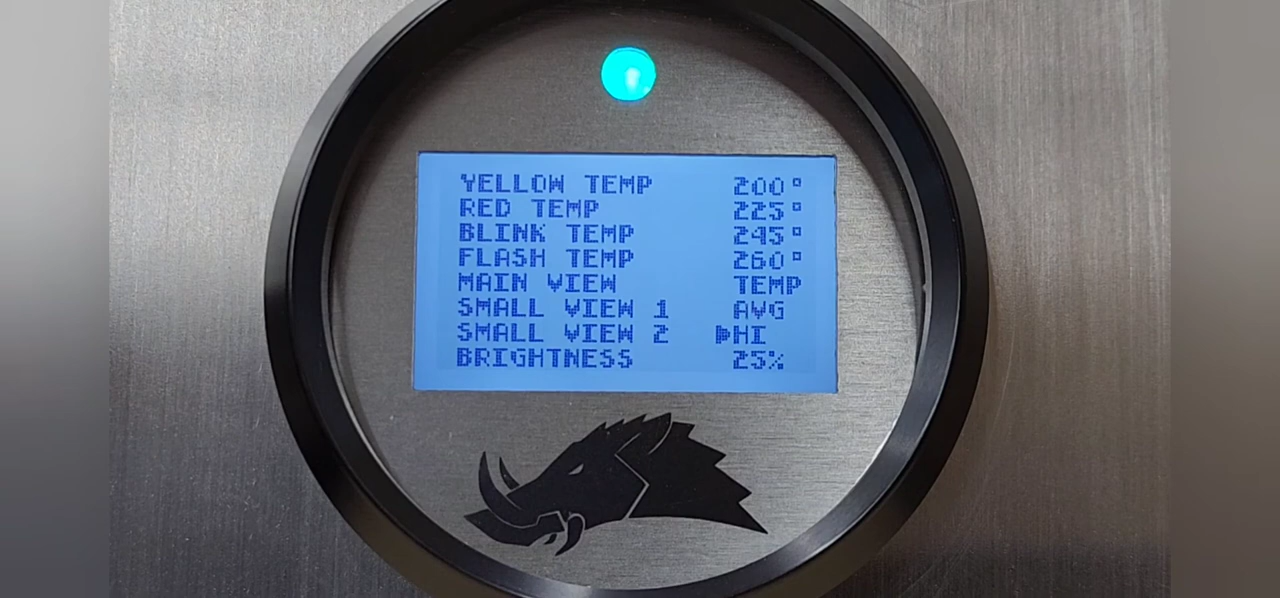 YELLOW TEMP 200°
RED TEMP 225°
BLINK TEMP 245°
FLASH TEMP 260°
MAIN VIEW TEMP
SMALL VIEW 1 AVG
SMALL VIEW 2 ▶HI
BRIGHTNESS 25%